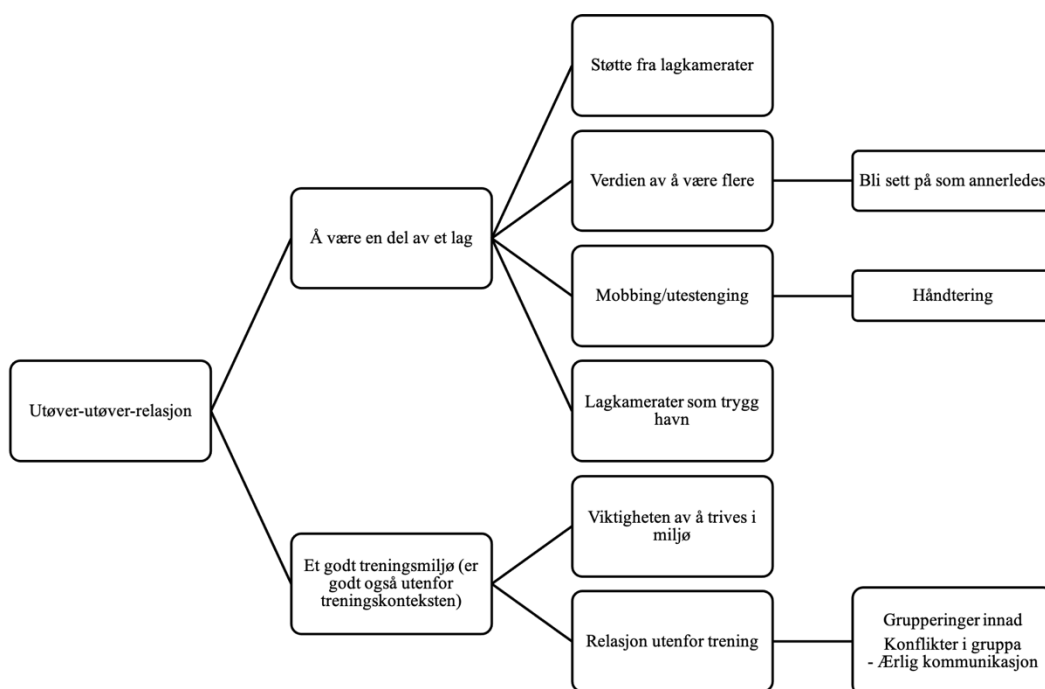 Støtte fra lagkamerater
Verdien av å være flere
Bli sett på som annerledes
Å være en del av et lag
Mobbing/utestenging
Håndtering
Lagkamerater som trygg
havn
Utøver-utøver-relasjon
Viktigheten av å trives i
miljø
Et godt treningsmiljø (er
godt også utenfor
treningskonteksten)
Relasjon utenfor trening
Grupperinger innad
Konflikter i gruppa
- Ærlig kommunikasjon